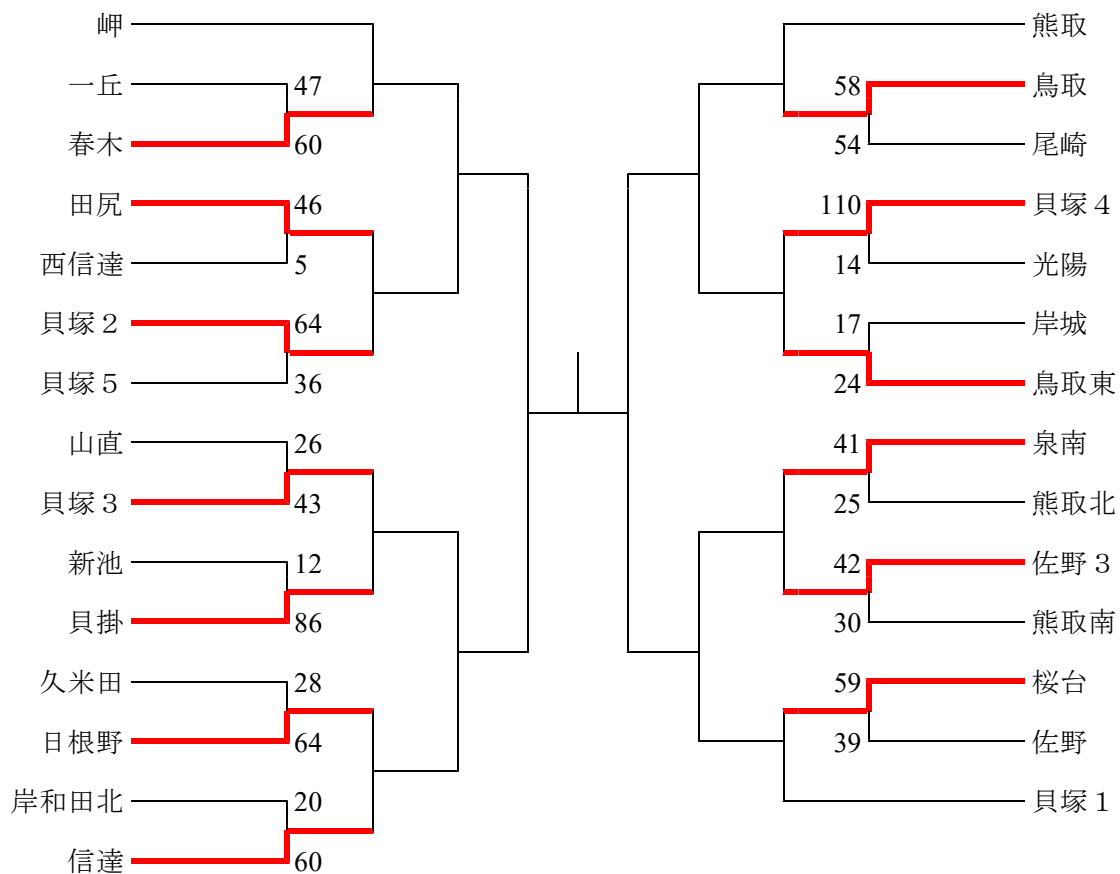 岬
一丘 47
春木 60
田尻 46
西信達 5
貝塚２ 64
貝塚５ 36
山直 26
貝塚３ 43
新池 12
貝掛 86
久米田 28
日根野 64
岸和田北 20
信達 60
熊取
58 鳥取
54 尾崎
110 貝塚４
14 光陽
17 岸城
24 鳥取東
41 泉南
25 熊取北
42 佐野３
30 熊取南
59 桜台
39 佐野
貝塚１